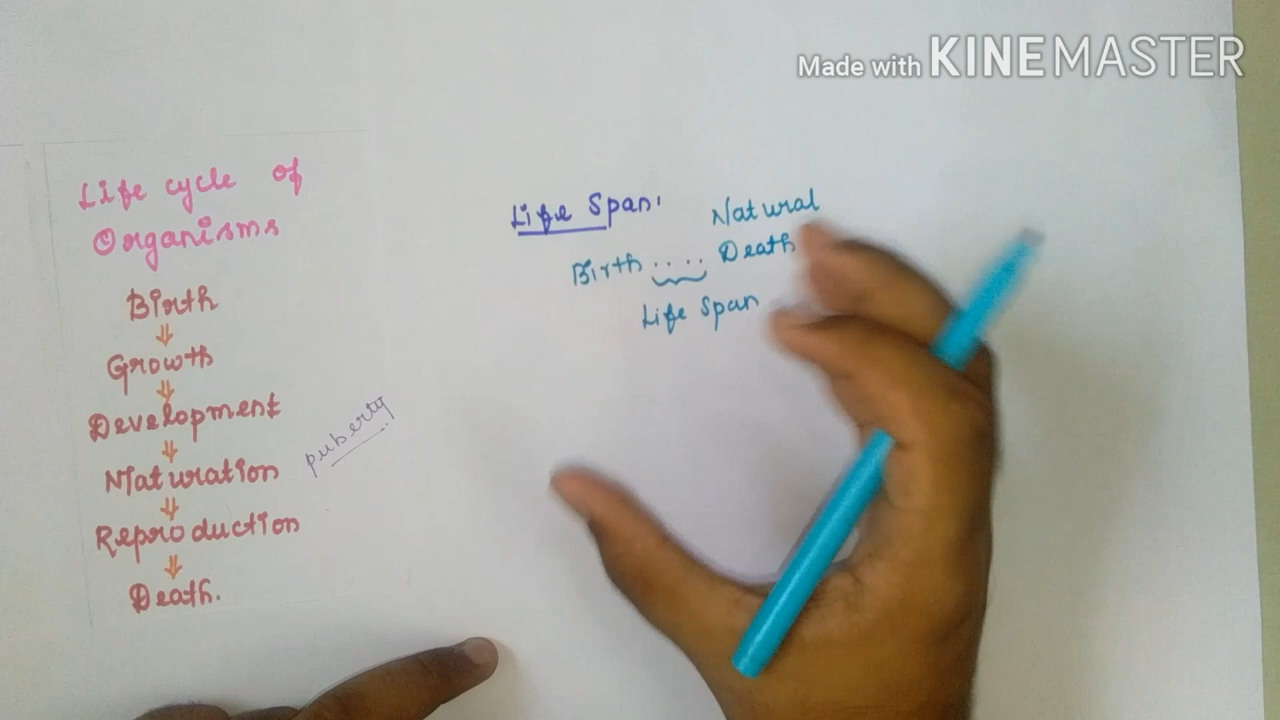 Made with KINEMASTER
Life cycle of
Organisms
Birth
⇓
Growth
⇓
Development
⇓
Maturation
puberty
⇓
Reproduction
⇓
Death.
Life Span:
Natural
Birth .... Death
Life Span